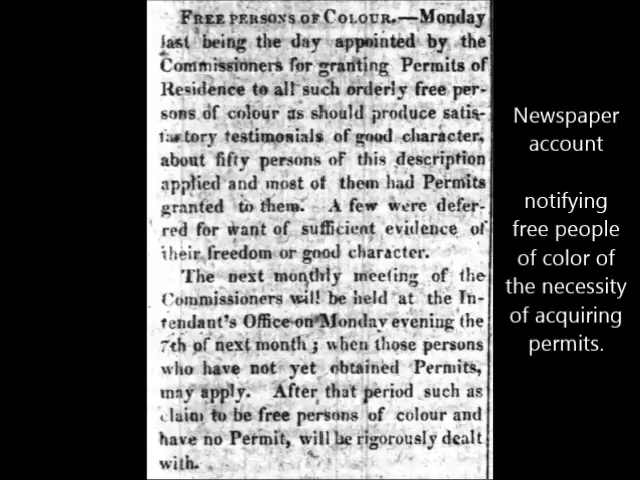 FREE PERSONS OF COLOUR.—Monday
last being the day appointed by the
Commissioners for granting Permits of
Residence to all such orderly free per-
sons of colour as should produce satis-
factory testimonials of good character,
about fifty persons of this description
applied and most of them had Permits
granted to them. A few were defer-
red for want of sufficient evidence of
their freedom or good character.
The next monthly meeting of the
Commissioners will be held at the In-
tendant's Office on Monday evening the
7th of next month; when those persons
who have not yet obtained Permits,
may apply. After that period such as
claim to be free persons of colour and
have no Permit, will be rigorously dealt
with.
Newspaper
account
notifying
free people
of color of
the necessity
of acquiring
permits.